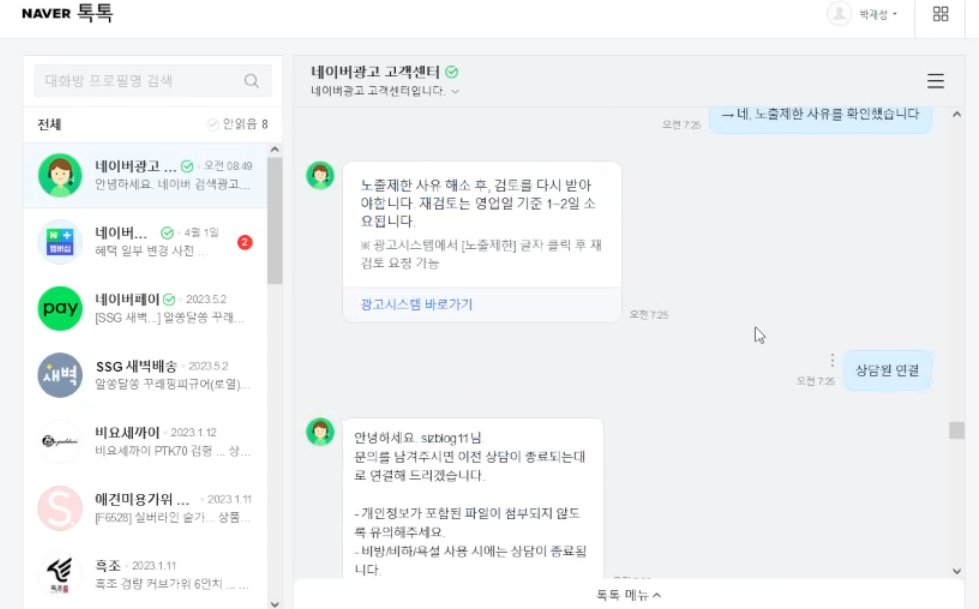 NAVER 톡톡
박재성
대화방 프로필명 검색
전체
안읽음 8
네이버광고 ... 오전 08:49
안녕하세요. 네이버 검색광고...
네이버... 4월 1일
N +
멤버십
혜택 일부 변경 사전 ...
2
네이버페이 2023.5.2
pay
[SSG 새벽...] 알쏭달쏭 꾸래...
SSG 새벽배송 2023.5.2
새벽
알쏭달쏭 꾸래핑피규어(로열)...
비요세까이 2023.1.12
비요세까이 PTK70 검형 ... 상...
애견미용가위 ... 2023.1.11
S.
[F6528] 실버라인 숱가... 상품...
흑조 2023.1.11
흑조 경량 커브가위 6인치 ... ...
네이버광고 고객센터
네이버광고 고객센터입니다.
→ 네, 노출제한 사유를 확인했습니다
오전 7:25
노출제한 사유 해소 후, 검토를 다시 받아
야합니다. 재검토는 영업일 기준 1~2일 소
요됩니다.
※ 광고시스템에서 [노출제한] 글자 클릭 후 재
검토 요청 가능
광고시스템 바로가기
오전 7:25
상담원 연결
오전 7:25
안녕하세요. sizblog11님.
문의를 남겨주시면 이전 상담이 종료되는대
로 연결해 드리겠습니다.
- 개인정보가 포함된 파일이 첨부되지 않도
록 유의해주세요.
- 비방/비하/욕설 사용 시에는 상담이 종료됩
니다.
톡톡 메뉴